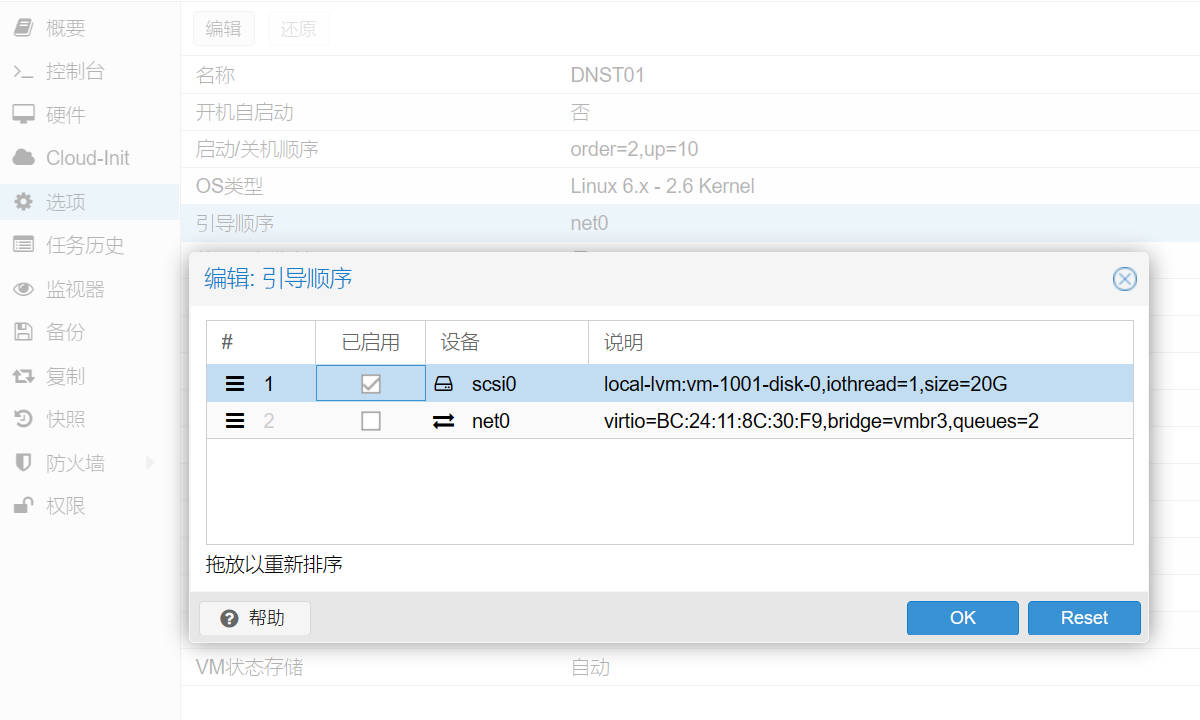 概要
控制台
硬件
Cloud-Init
选项
任务历史
监视器
备份
复制
快照
防火墙
权限
编辑 还原
名称 DNST01
开机自启动 否
启动/关机顺序 order=2,up=10
OS类型 Linux 6.x - 2.6 Kernel
引导顺序 net0
编辑: 引导顺序
# 已启用 设备 说明
1 scsi0 local-lvm:vm-1001-disk-0,iothread=1,size=20G
2 net0 virtio=BC:24:11:8C:30:F9,bridge=vmbr3,queues=2
拖放以重新排序
帮助 OK Reset
VM状态存储 自动